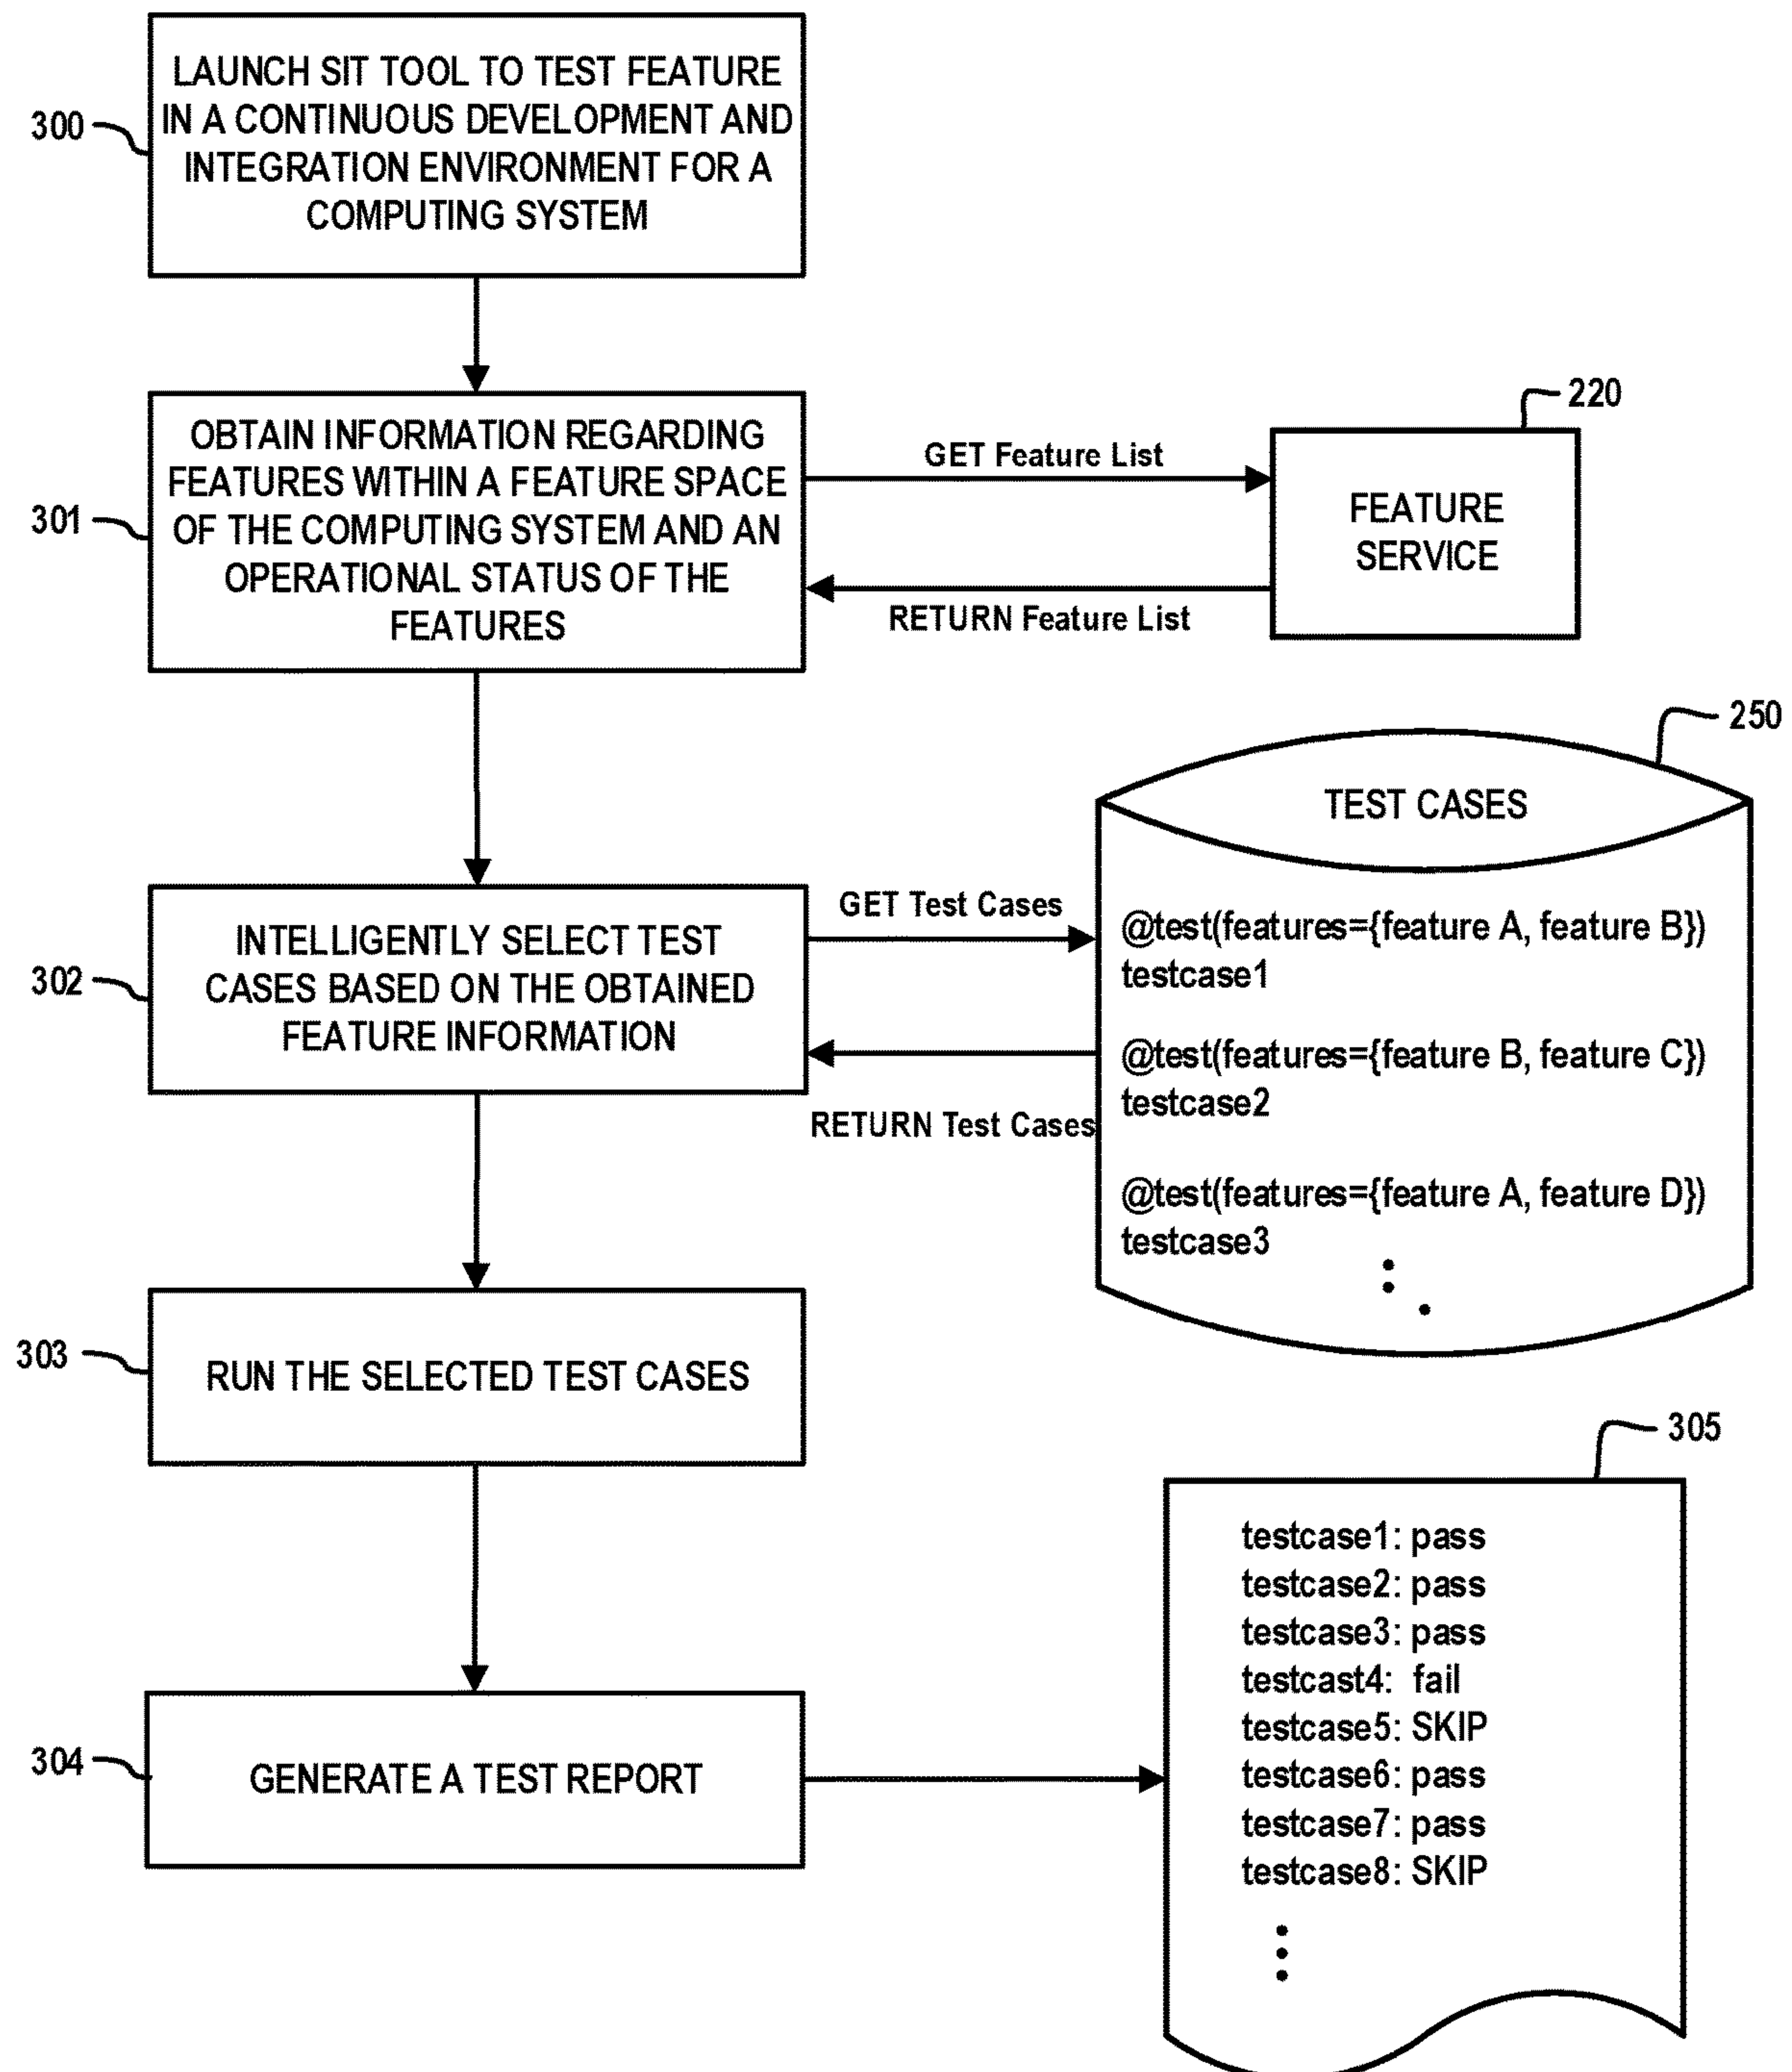 LAUNCH SIT TOOL TO TEST FEATURE
IN A CONTINUOUS DEVELOPMENT AND
INTEGRATION ENVIRONMENT FOR A
COMPUTING SYSTEM
300
OBTAIN INFORMATION REGARDING
FEATURES WITHIN A FEATURE SPACE
OF THE COMPUTING SYSTEM AND AN
OPERATIONAL STATUS OF THE
FEATURES
301
GET Feature List
RETURN Feature List
220
FEATURE
SERVICE
INTELLIGENTLY SELECT TEST
CASES BASED ON THE OBTAINED
FEATURE INFORMATION
302
GET Test Cases
RETURN Test Cases
250
TEST CASES
@test(features={feature A, feature B})
testcase1
@test(features={feature B, feature C})
testcase2
@test(features={feature A, feature D})
testcase3
303
RUN THE SELECTED TEST CASES
304
GENERATE A TEST REPORT
305
testcase1: pass
testcase2: pass
testcase3: pass
testcast4: fail
testcase5: SKIP
testcase6: pass
testcase7: pass
testcase8: SKIP